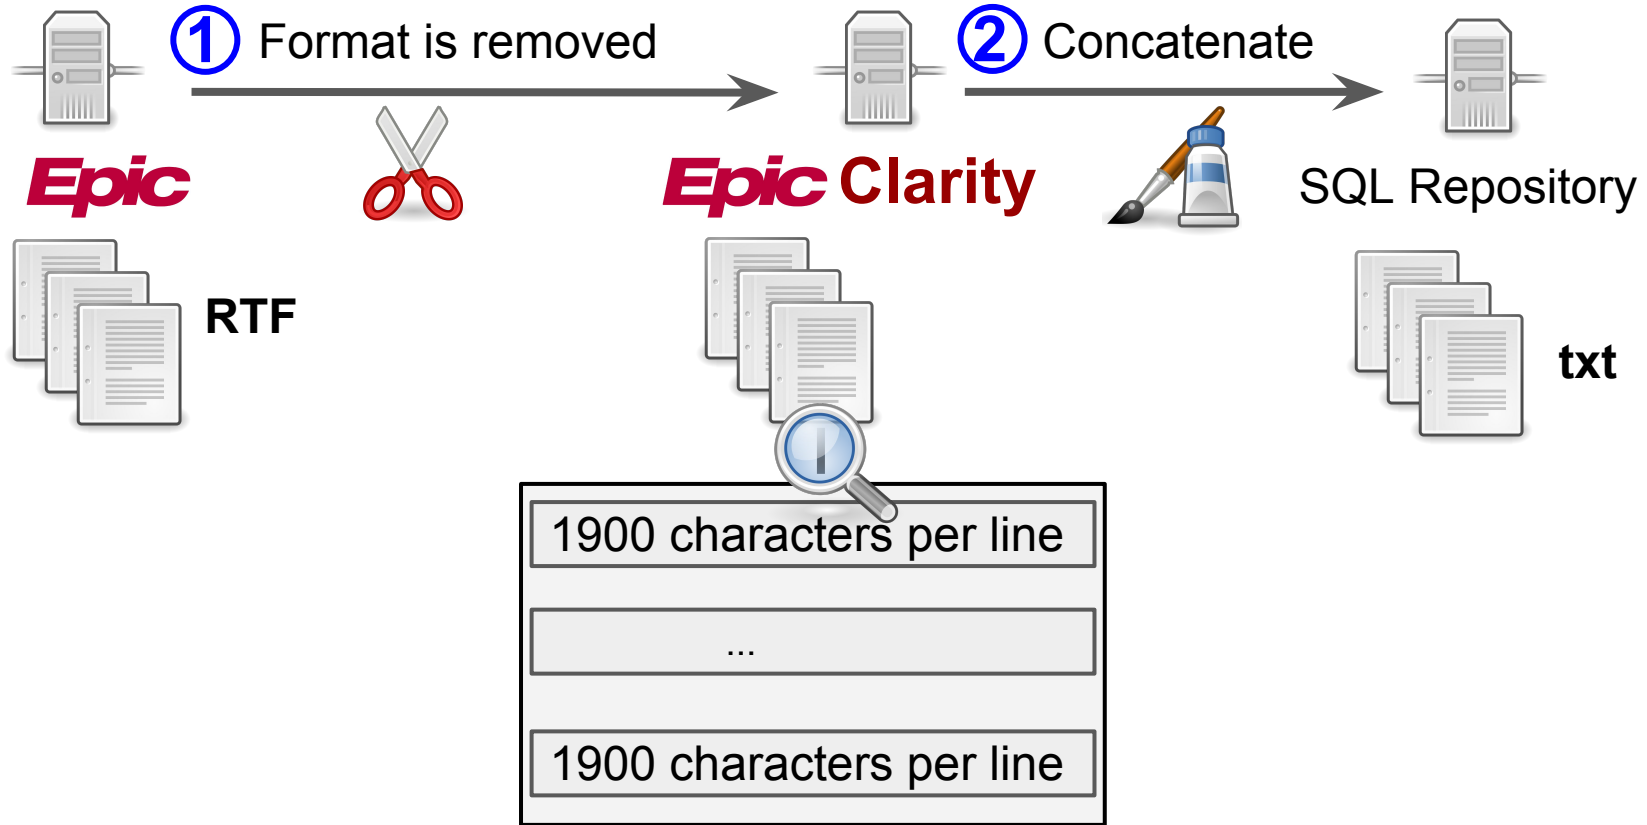 1 Format is removed
2 Concatenate
Epic
Epic Clarity
SQL Repository
RTF
txt
1900 characters per line
...
1900 characters per line